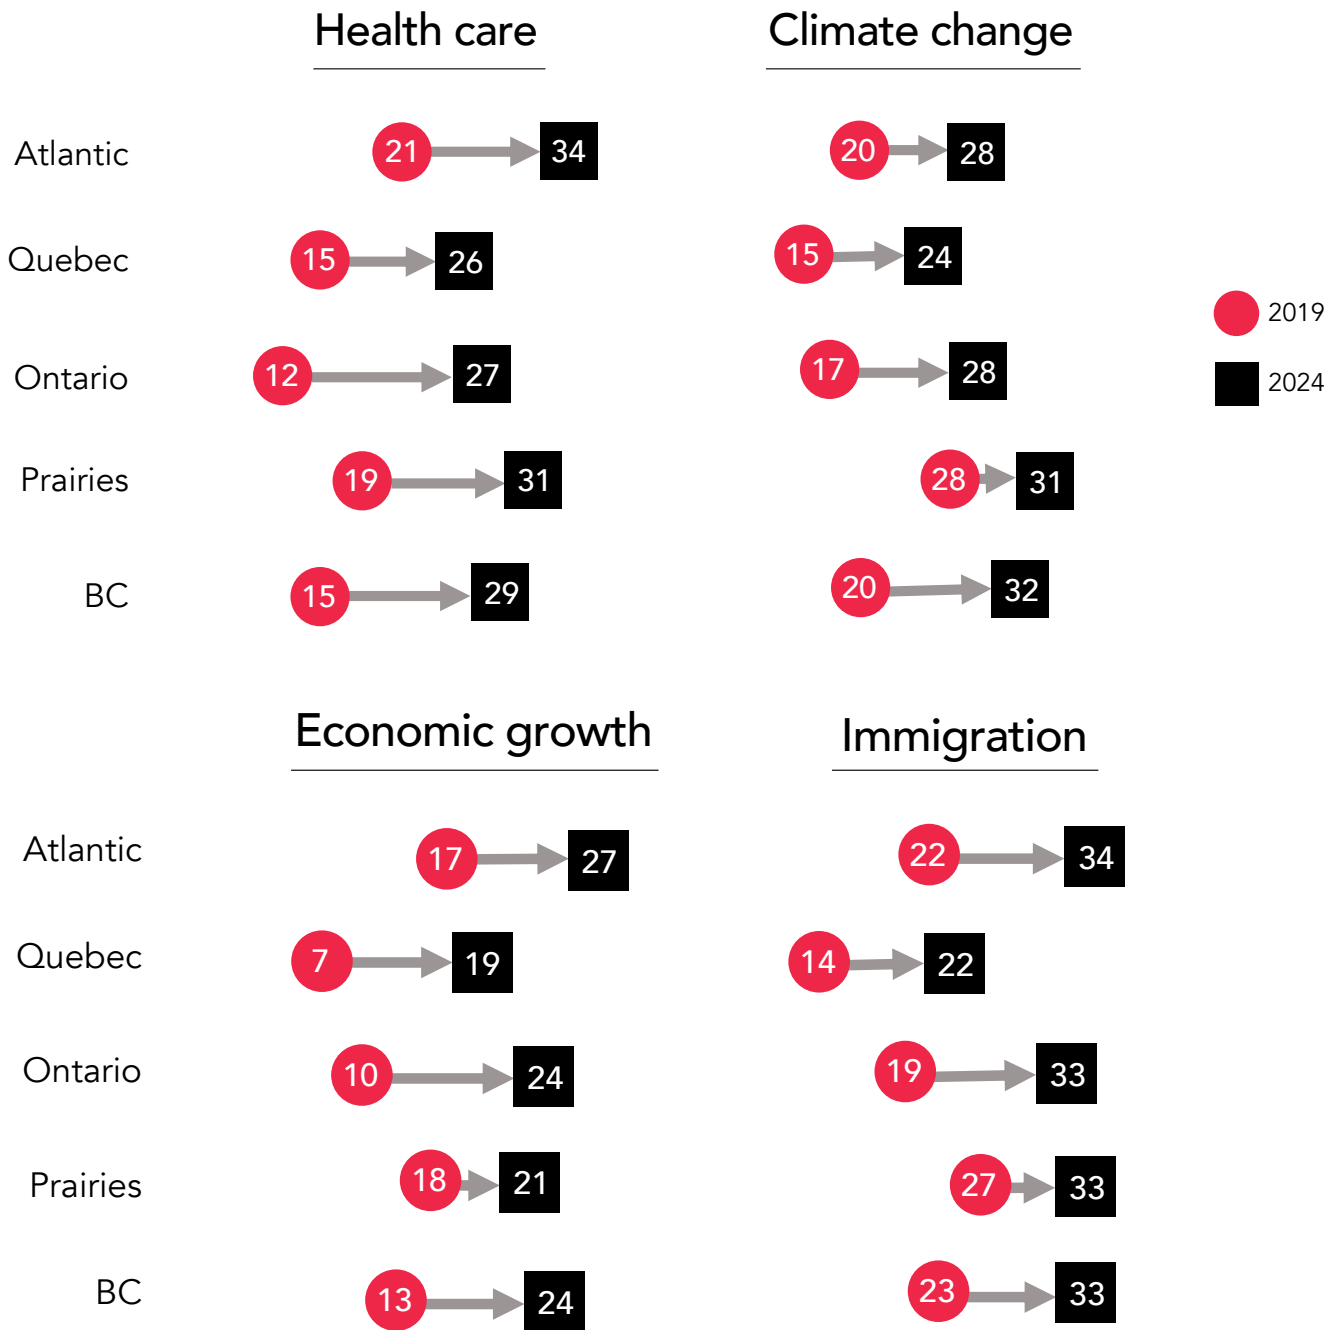 Health care Climate change
Atlantic 21 34 20 28
Quebec 15 26 15 24
2019
Ontario 12 27 17 28
2024
Prairies 19 31 28 31
BC 15 29 20 32
Economic growth Immigration
Atlantic 17 27 22 34
Quebec 7 19 14 22
Ontario 10 24 19 33
Prairies 18 21 27 33
BC 13 24 23 33